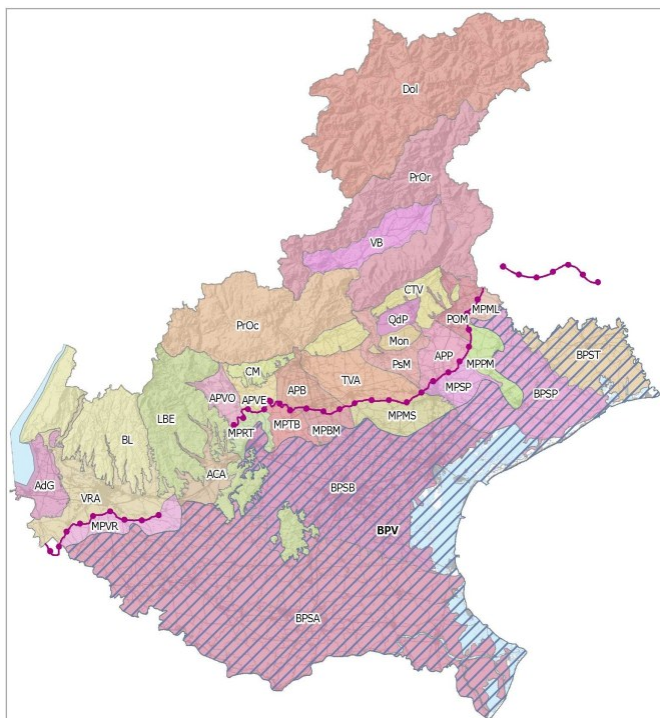 Dol
PrOr
VB
CTV
PrOc
QdP
POM
MPML
Mon
BPST
CM
PsM
APP
MPPM
TVA
APVO
APVE
APB
MPSP
BPSP
LBE
MPRT
MPTB
MPBM
MPMS
BL
ACA
AdG
VRA
BPSB
MPVR
BPV
BPSA